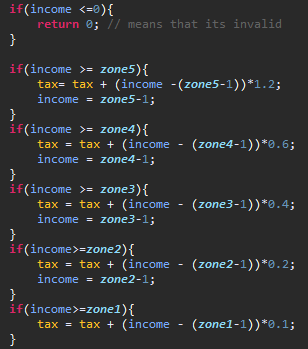 if(income <=0){
    return 0; // means that its invalid
}
if(income >= zone5){
    tax= tax + (income -(zone5-1))*1.2;
    income = zone5-1;
}
if(income >= zone4){
    tax = tax + (income - (zone4-1))*0.6;
    income = zone4-1;
}
if(income >= zone3){
    tax = tax + (income - (zone3-1))*0.4;
    income = zone3-1;
}
if(income>=zone2){
    tax = tax + (income - (zone2-1))*0.2;
    income = zone2-1;
}
if(income>=zone1){
    tax = tax + (income - (zone1-1))*0.1;
}